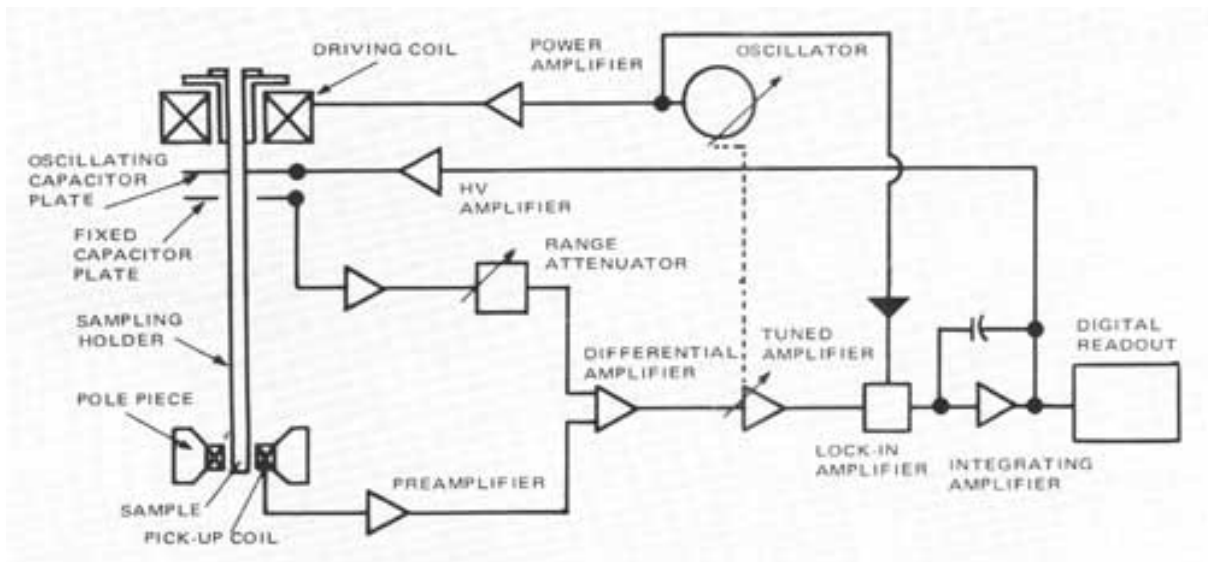 DRIVING COIL
POWER
AMPLIFIER
OSCILLATOR
OSCILLATING
CAPACITOR
PLATE
HV
AMPLIFIER
FIXED
CAPACITOR
PLATE
RANGE
ATTENUATOR
SAMPLING
HOLDER
DIFFERENTIAL
AMPLIFIER
TUNED
AMPLIFIER
DIGITAL
READOUT
POLE PIECE
LOCK-IN
AMPLIFIER
INTEGRATING
AMPLIFIER
PREAMPLIFIER
SAMPLE
PICK-UP COIL